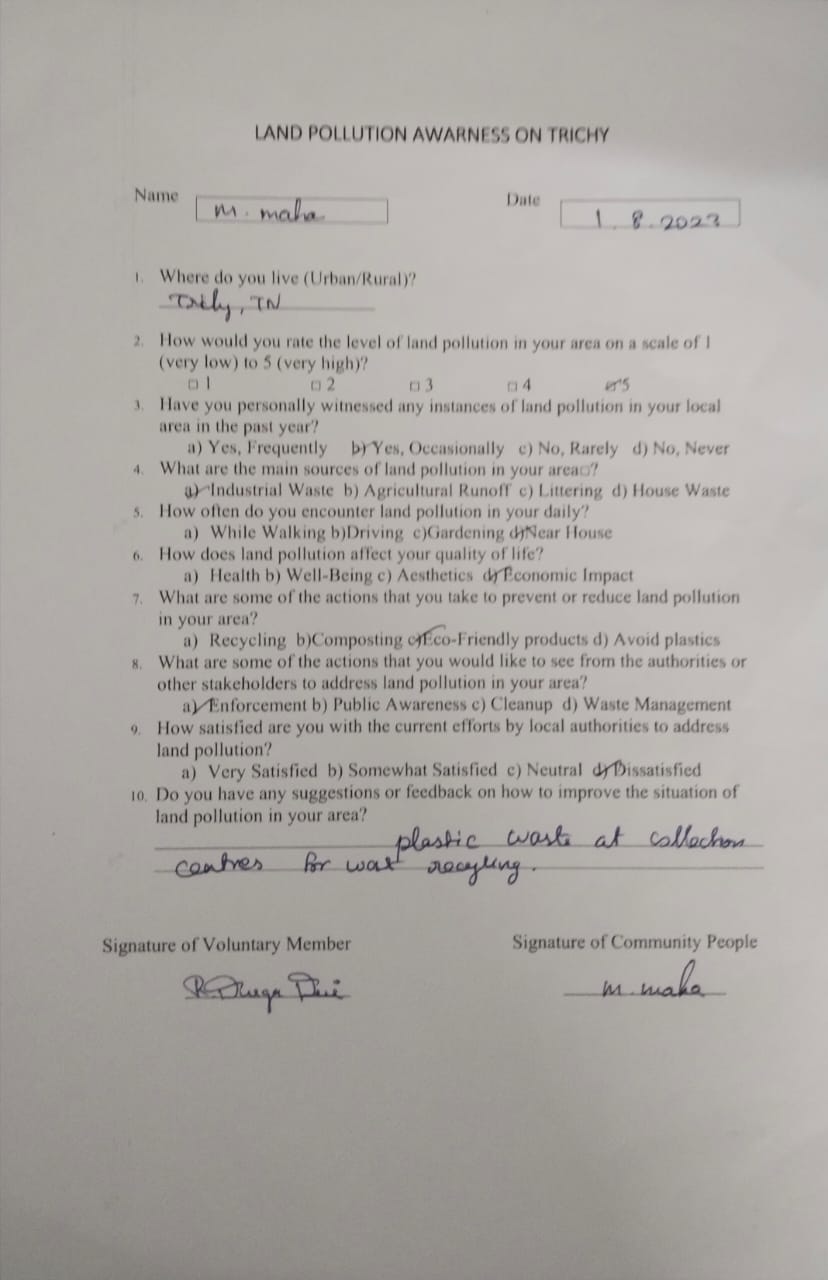 LAND POLLUTION AWARNESS ON TRICHY
Name m. maha Date 1.8.2023
1. Where do you live (Urban/Rural)?
TN
2. How would you rate the level of land pollution in your area on a scale of 1
(very low) to 5 (very high)?
□ 1 □ 2 □ 3 □ 4 5
3. Have you personally witnessed any instances of land pollution in your local
area in the past year?
a) Yes, Frequently b) Yes, Occasionally c) No, Rarely d) No, Never
4. What are the main sources of land pollution in your area□?
a) Industrial Waste b) Agricultural Runoff c) Littering d) House Waste
5. How often do you encounter land pollution in your daily?
a) While Walking b)Driving c)Gardening d)Near House
6. How does land pollution affect your quality of life?
a) Health b) Well-Being c) Aesthetics d) Economic Impact
7. What are some of the actions that you take to prevent or reduce land pollution
in your area?
a) Recycling b)Composting c)Eco-Friendly products d) Avoid plastics
8. What are some of the actions that you would like to see from the authorities or
other stakeholders to address land pollution in your area?
a) Enforcement b) Public Awareness c) Cleanup d) Waste Management
9. How satisfied are you with the current efforts by local authorities to address
land pollution?
a) Very Satisfied b) Somewhat Satisfied c) Neutral d) Dissatisfied
10. Do you have any suggestions or feedback on how to improve the situation of
land pollution in your area?
plastic waste at collection
centres for recycling.
Signature of Voluntary Member Signature of Community People
m. maha